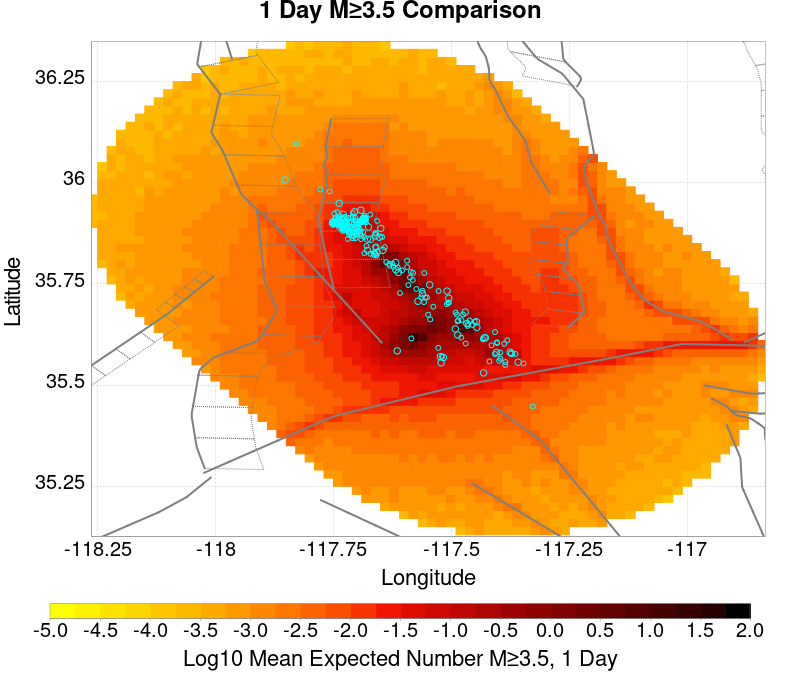 1 Day M≥3.5 Comparison
36.25
36
35.75
35.5
35.25
Latitude
-118.25 -118 -117.75 -117.5 -117.25 -117
Longitude
-5.0 -4.5 -4.0 -3.5 -3.0 -2.5 -2.0 -1.5 -1.0 -0.5 0.0 0.5 1.0 1.5 2.0
Log10 Mean Expected Number M≥3.5, 1 Day